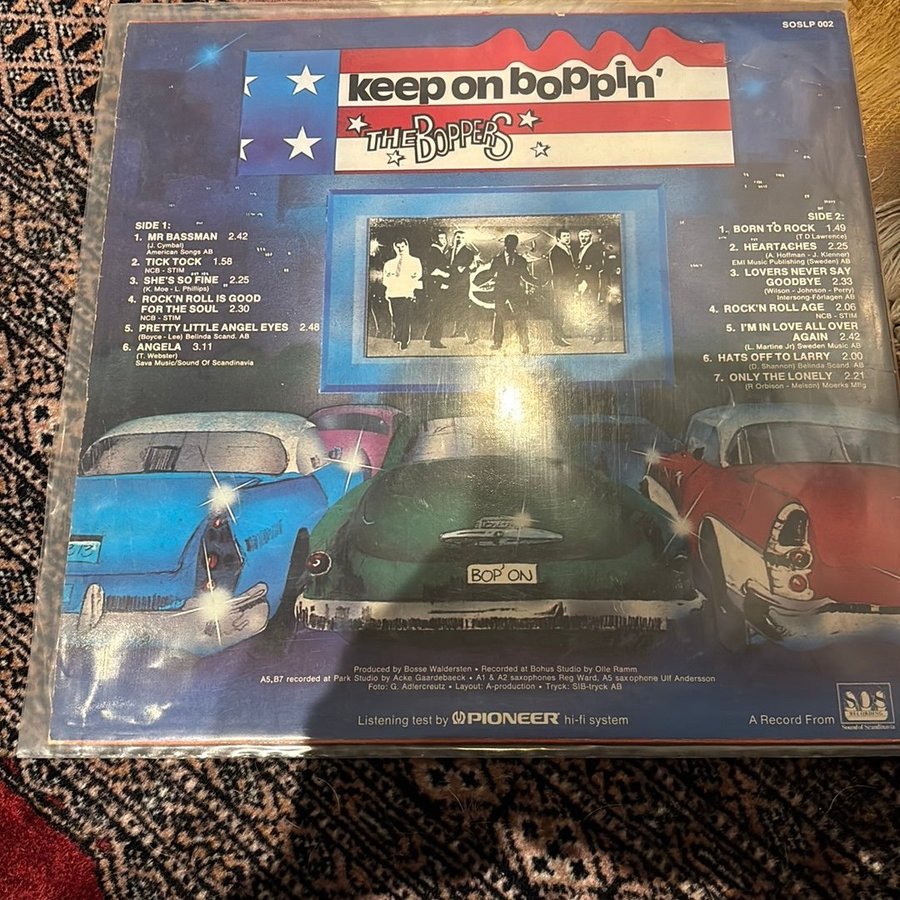 SOSLP 002
keep on boppin'
THE BOPPERS
SIDE 1:
1. MR BASSMAN 2.42
(J. Cymbal)
American Songs AB
2. TICK TOCK 1.58
NCB - STIM
3. SHE'S SO FINE 2.25
(K. Moe - L. Phillips)
4. ROCK'N ROLL IS GOOD
FOR THE SOUL 2.30
NCB - STIM
5. PRETTY LITTLE ANGEL EYES 2.48
(Boyce - Lee) Belinda Scand. AB
6. ANGELA 3.11
(T. Webster)
Sava Music/Sound Of Scandinavia
SIDE 2:
1. BORN TO ROCK 1.49
(T D Lawrence)
2. HEARTACHES 2.25
(A. Hoffman - J. Klenner)
EMI Music Publishing (Sweden) AB
3. LOVERS NEVER SAY
GOODBYE 2.33
(Wilson - Johnson - Perry)
Intersong-Förlagen AB
4. ROCK'N ROLL AGE 2.06
NCB - STIM
5. I'M IN LOVE ALL OVER
AGAIN 2.42
(L. Martine Jr) Sweden Music AB
6. HATS OFF TO LARRY 2.00
(D. Shannon) Belinda Scand. AB
7. ONLY THE LONELY 2.21
(R Orbison - Melson) Moerks Mflg
313
BOP' ON
Produced by Bosse Waldersten • Recorded at Bohus Studio by Olle Ramm
A5,B7 recorded at Park Studio by Acke Gaardebaeck • A1 & A2 saxophones Reg Ward, A5 saxophone Ulf Andersson
Foto: G. Adlercreutz • Layout: A-production • Tryck: SIB-tryck AB
Listening test by PIONEER hi-fi system
A Record From
S.O.S
RECORDING
Sound of Scandinavia